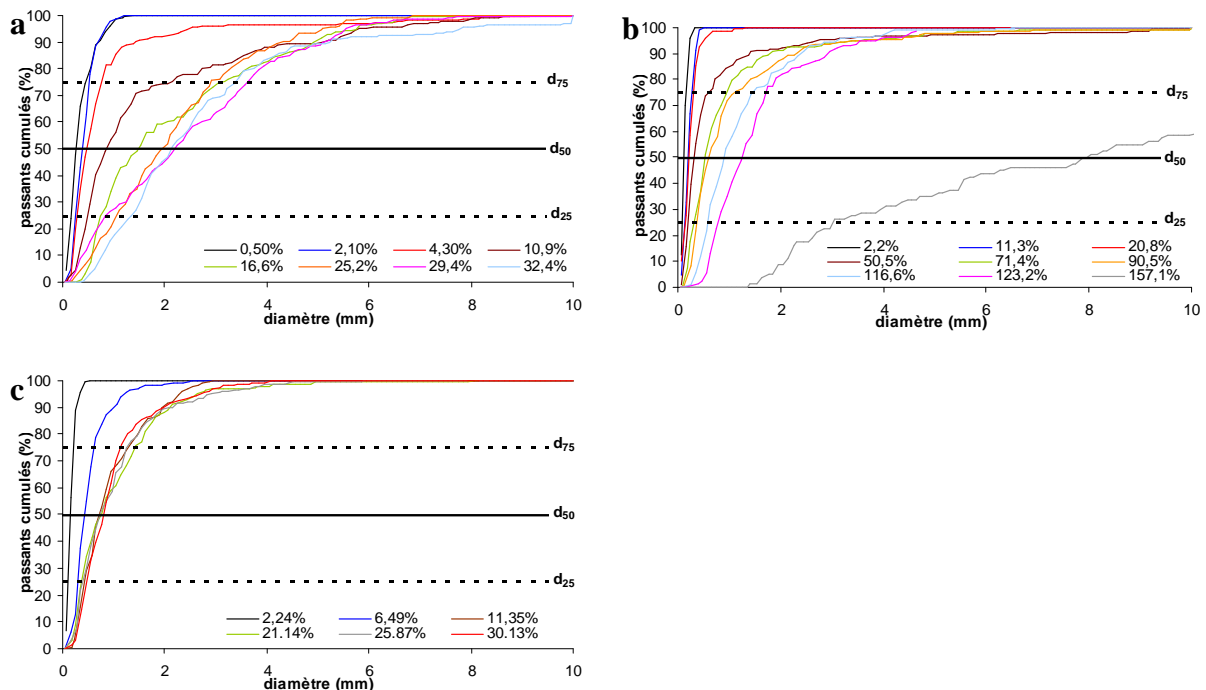 a
passants cumulés (%)
100
90
80
70
60
50
40
30
20
10
0
d75
d50
d25
0,50% 2,10% 4,30% 10,9%
16,6% 25,2% 29,4% 32,4%
0 2 4 6 8 10
diamètre (mm)
b
passants cumulés (%)
100
90
80
70
60
50
40
30
20
10
0
d75
d50
d25
2,2% 11,3% 20,8%
50,5% 71,4% 90,5%
116,6% 123,2% 157,1%
0 2 4 6 8 10
diamètre (mm)
c
passants cumulés (%)
100
90
80
70
60
50
40
30
20
10
0
d75
d50
d25
2,24% 6,49% 11,35%
21.14% 25.87% 30.13%
0 2 4 6 8 10
diamètre (mm)